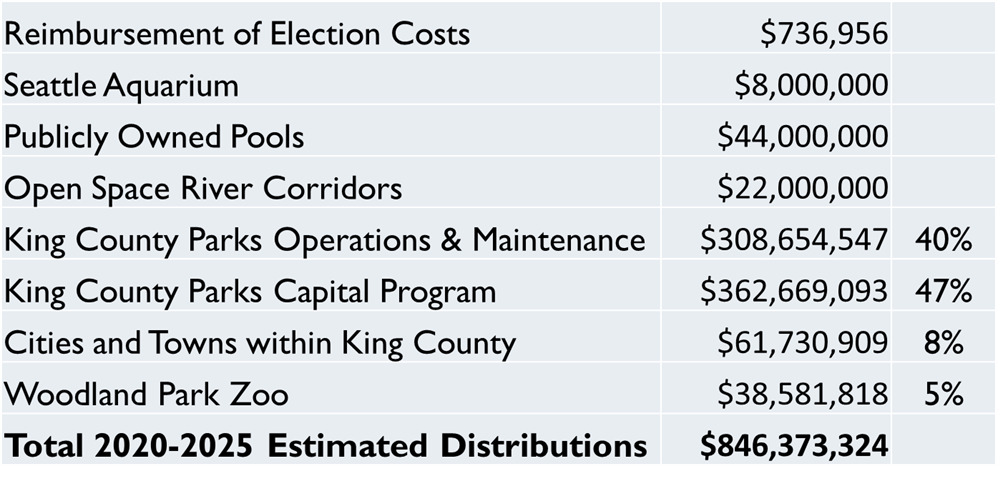 Reimbursement of Election Costs $736,956
Seattle Aquarium $8,000,000
Publicly Owned Pools $44,000,000
Open Space River Corridors $22,000,000
King County Parks Operations & Maintenance $308,654,547 40%
King County Parks Capital Program $362,669,093 47%
Cities and Towns within King County $61,730,909 8%
Woodland Park Zoo $38,581,818 5%
Total 2020-2025 Estimated Distributions $846,373,324